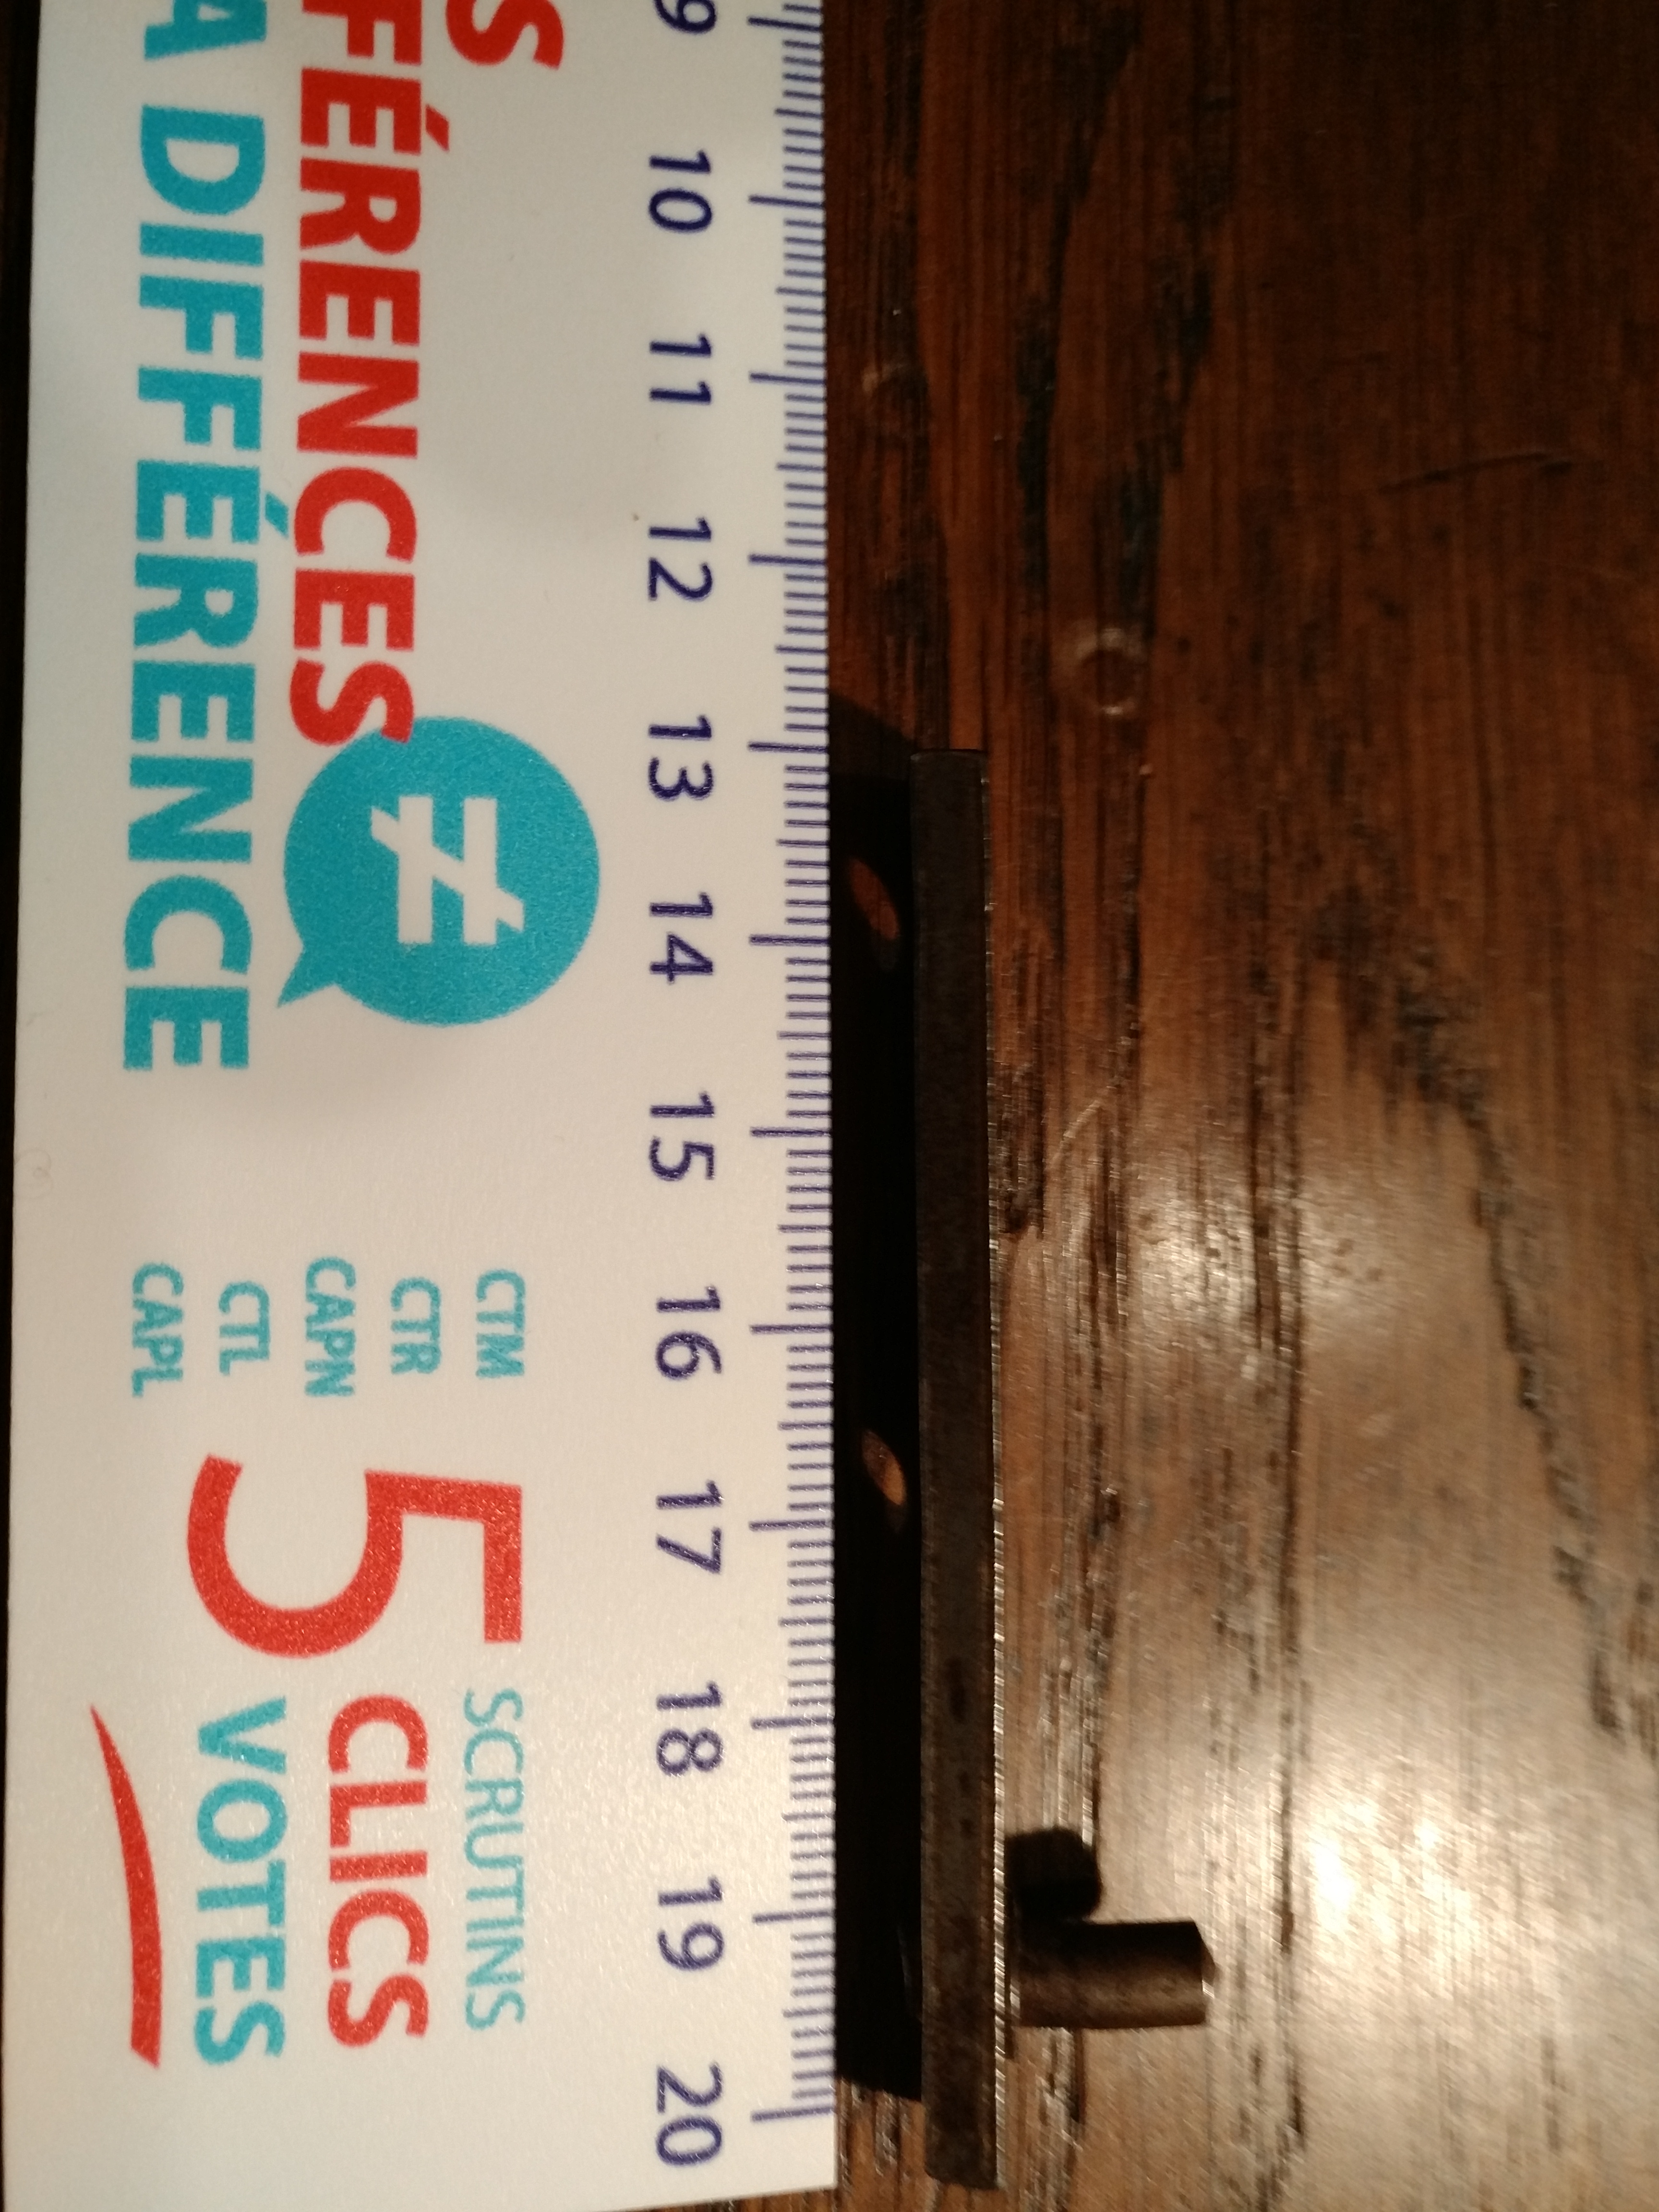 S
FÉRENCES
A DIFFÉRENCE
≠
CTM
CTR
CAPN
CTL
CAPL
5
SCRUTINS
CLICS
VOTES
9 10 11 12 13 14 15 16 17 18 19 20